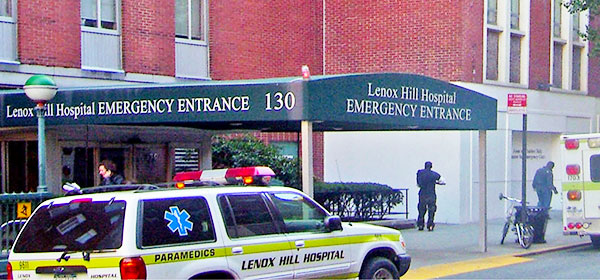 Lenox Hill Hospital EMERGENCY ENTRANCE 130
Lenox Hill Hospital
EMERGENCY ENTRANCE
PARAMEDICS
LENOX HILL HOSPITAL